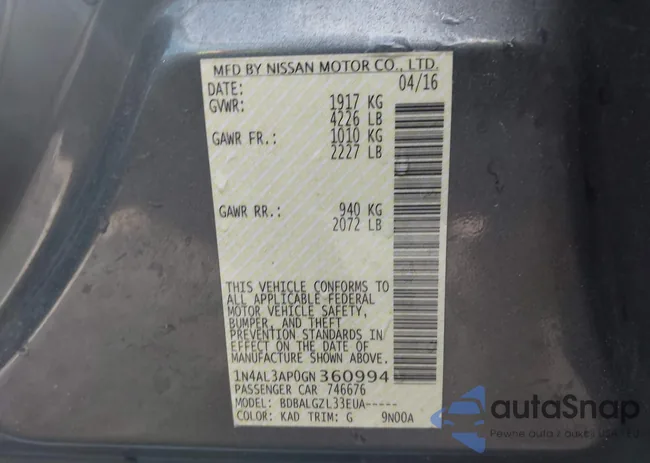 MFD BY NISSAN MOTOR CO., LTD.
DATE: 04/16
GVWR: 1917 KG
4226 LB
GAWR FR.: 1010 KG
2227 LB
GAWR RR.: 940 KG
2072 LB
THIS VEHICLE CONFORMS TO
ALL APPLICABLE FEDERAL
MOTOR VEHICLE SAFETY,
BUMPER, AND THEFT
PREVENTION STANDARDS IN
EFFECT ON THE DATE OF
MANUFACTURE SHOWN ABOVE.
1N4AL3AP0GN360994
PASSENGER CAR 746676
MODEL: BDBALGZL33EUA-----
COLOR: KAD TRIM: G 9N00A
autoSnap